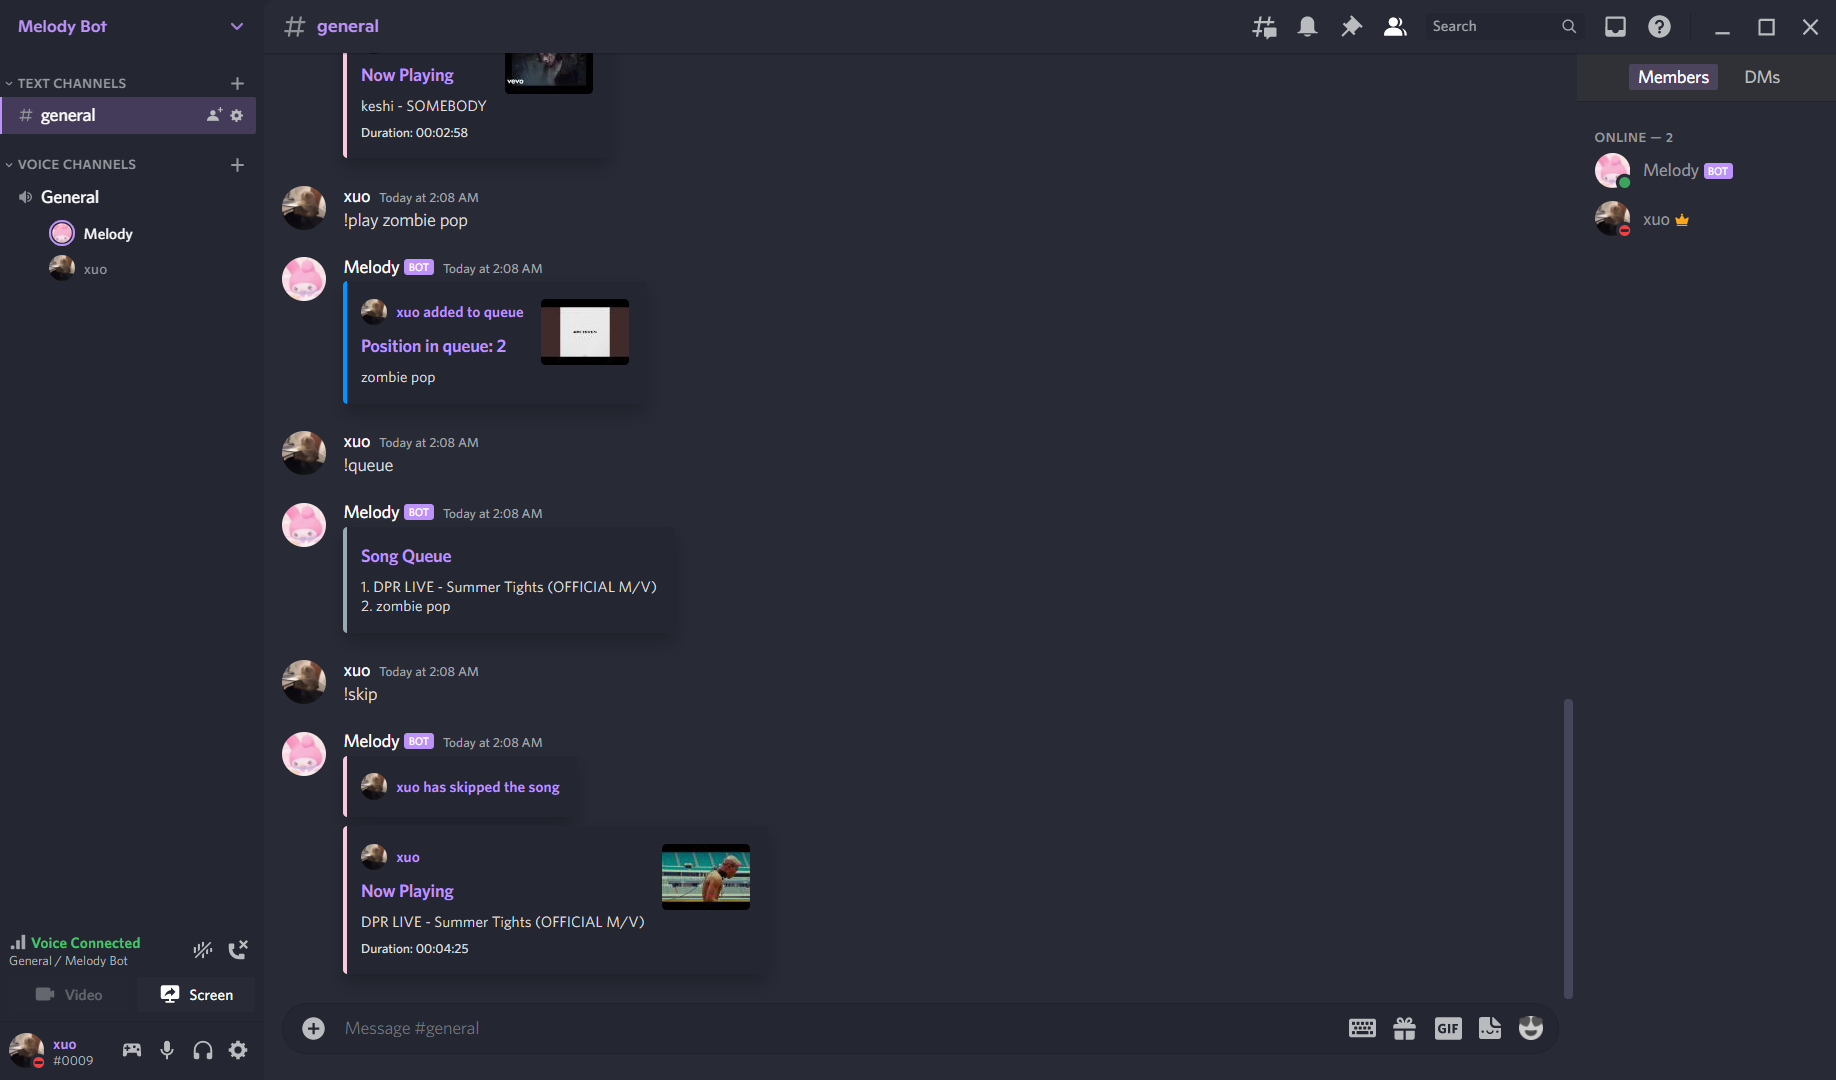 Melody Bot
TEXT CHANNELS
general
VOICE CHANNELS
General
Melody
xuo
Voice Connected
General / Melody Bot
Video
Screen
xuo
#0009
general
Search
vevo
Now Playing
keshi - SOMEBODY
Duration: 00:02:58
xuo Today at 2:08 AM
!play zombie pop
Melody BOT Today at 2:08 AM
xuo added to queue
Position in queue: 2
zombie pop
xuo Today at 2:08 AM
!queue
Melody BOT Today at 2:08 AM
Song Queue
1. DPR LIVE - Summer Tights (OFFICIAL M/V)
2. zombie pop
xuo Today at 2:08 AM
!skip
Melody BOT Today at 2:08 AM
xuo has skipped the song
xuo
Now Playing
DPR LIVE - Summer Tights (OFFICIAL M/V)
Duration: 00:04:25
Message #general
GIF
Members DMs
ONLINE — 2
Melody BOT
xuo